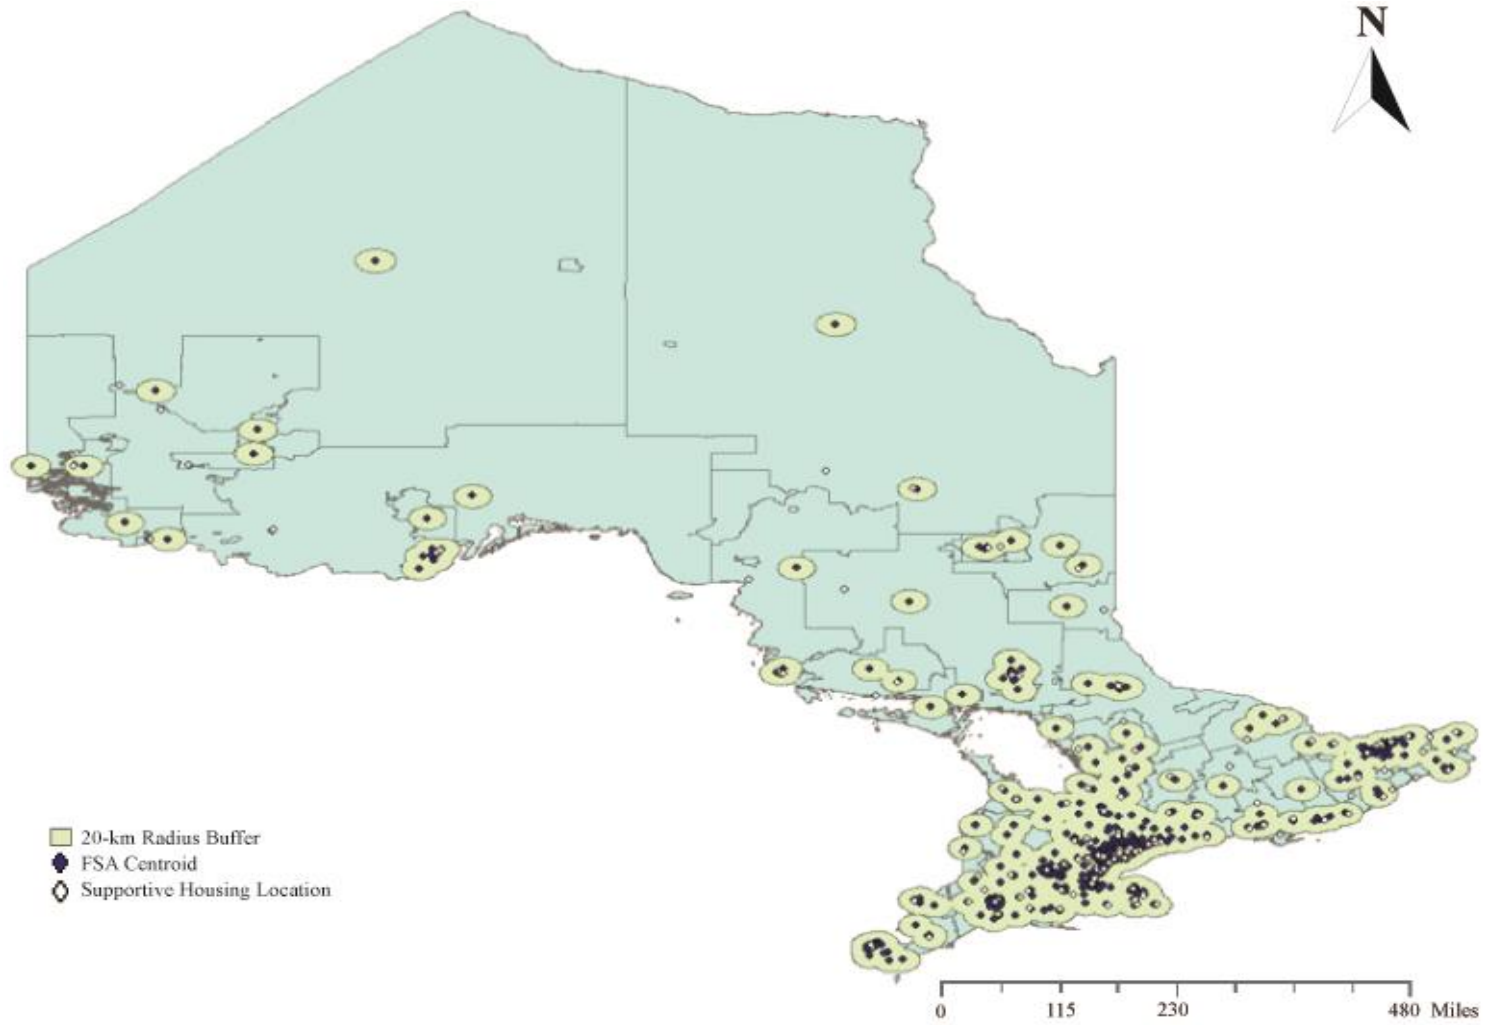 N
20-km Radius Buffer
FSA Centroid
Supportive Housing Location
0 115 230 480 Miles